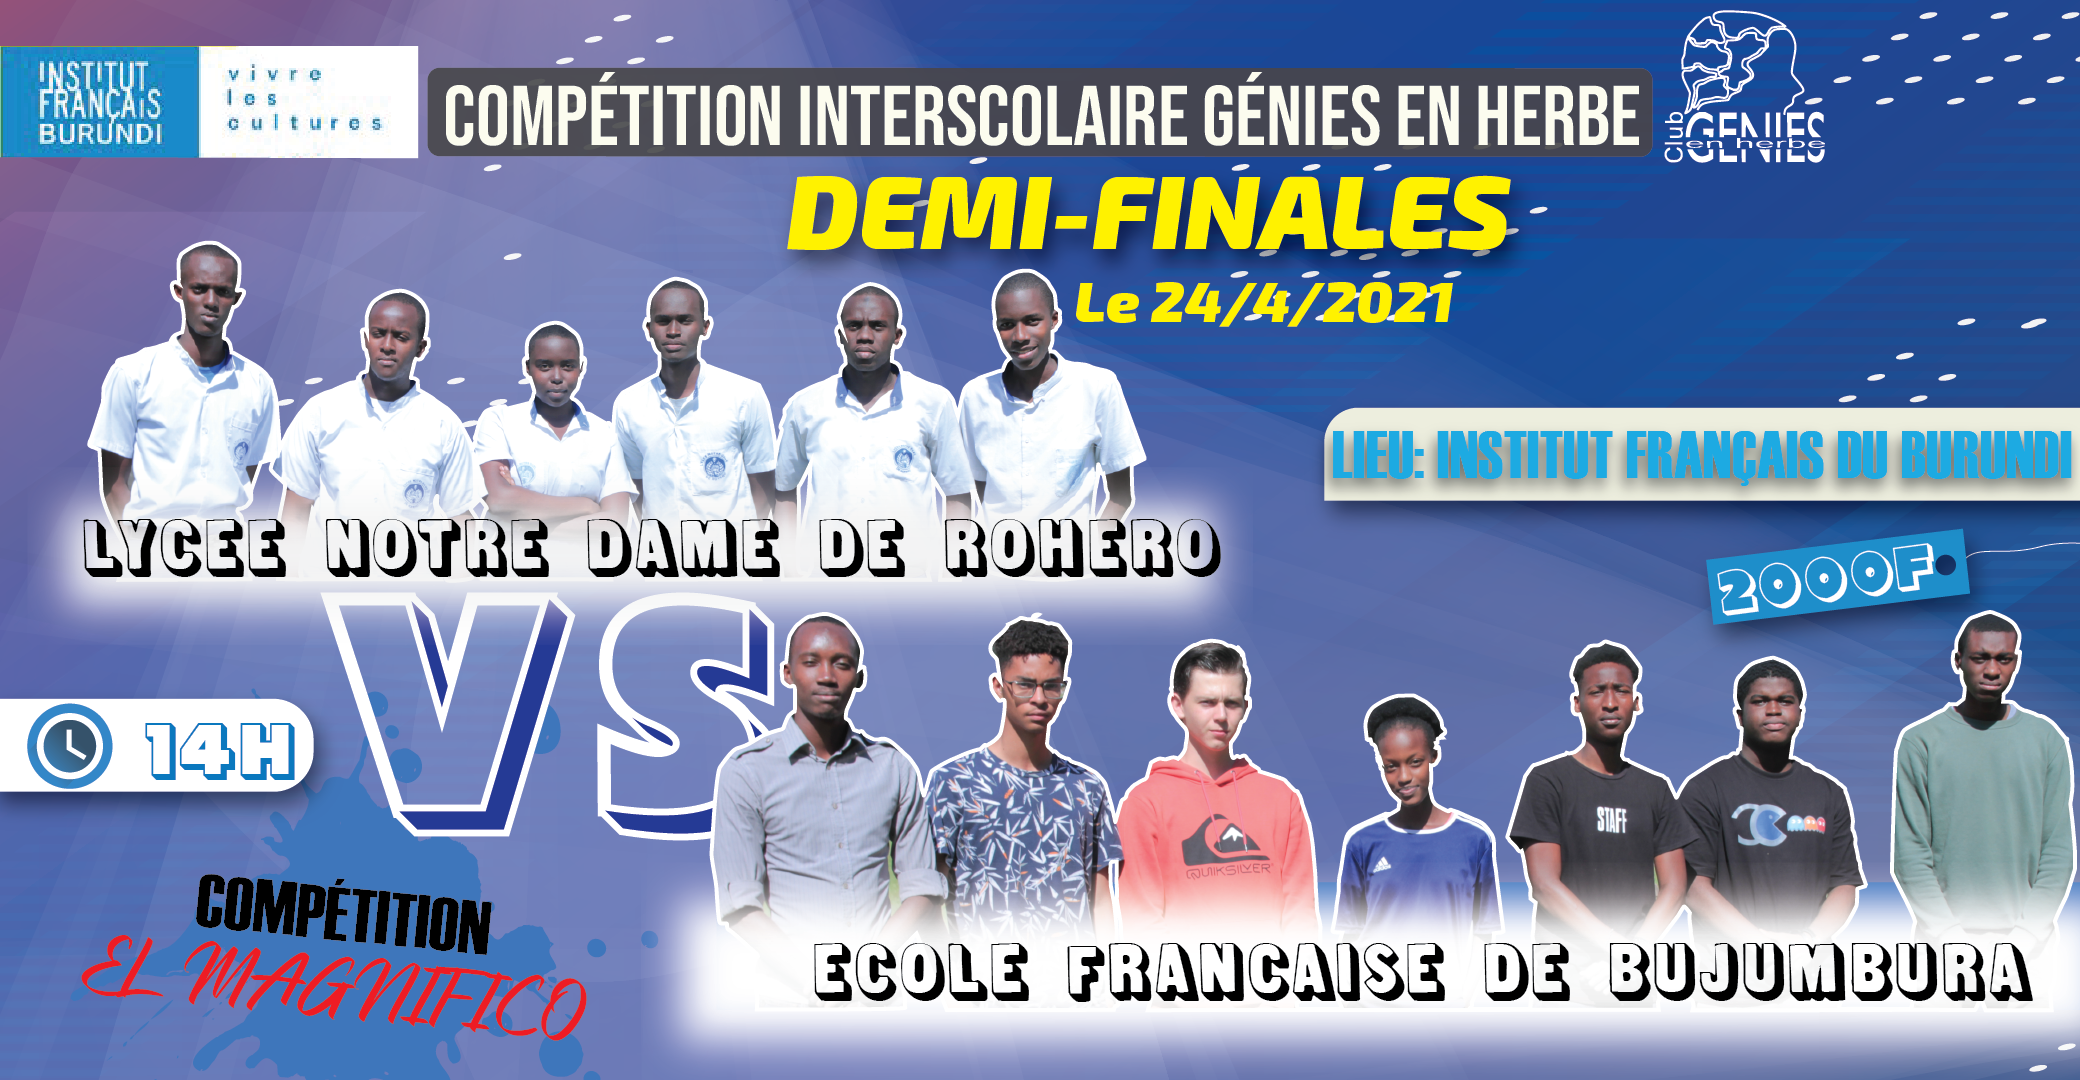 INSTITUT
FRANÇAIS
BURUNDI
vivre
les
cultures
COMPÉTITION INTERSCOLAIRE GÉNIES EN HERBE
Club
GENIES
en herbe
DEMI-FINALES
Le 24/4/2021
LIEU: INSTITUT FRANÇAIS DU BURUNDI
LYCEE NOTRE DAME DE ROHERO
2000F
VS
14H
STAFF
QUIKSILVER
adidas
COMPÉTITION
EL MAGNIFICO
ECOLE FRANCAISE DE BUJUMBURA